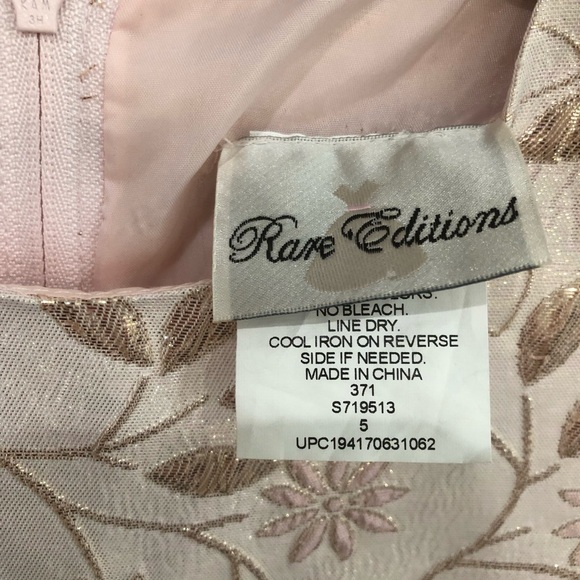 Rare Editions
NO BLEACH.
LINE DRY.
COOL IRON ON REVERSE
SIDE IF NEEDED.
MADE IN CHINA
371
S719513
5
UPC194170631062